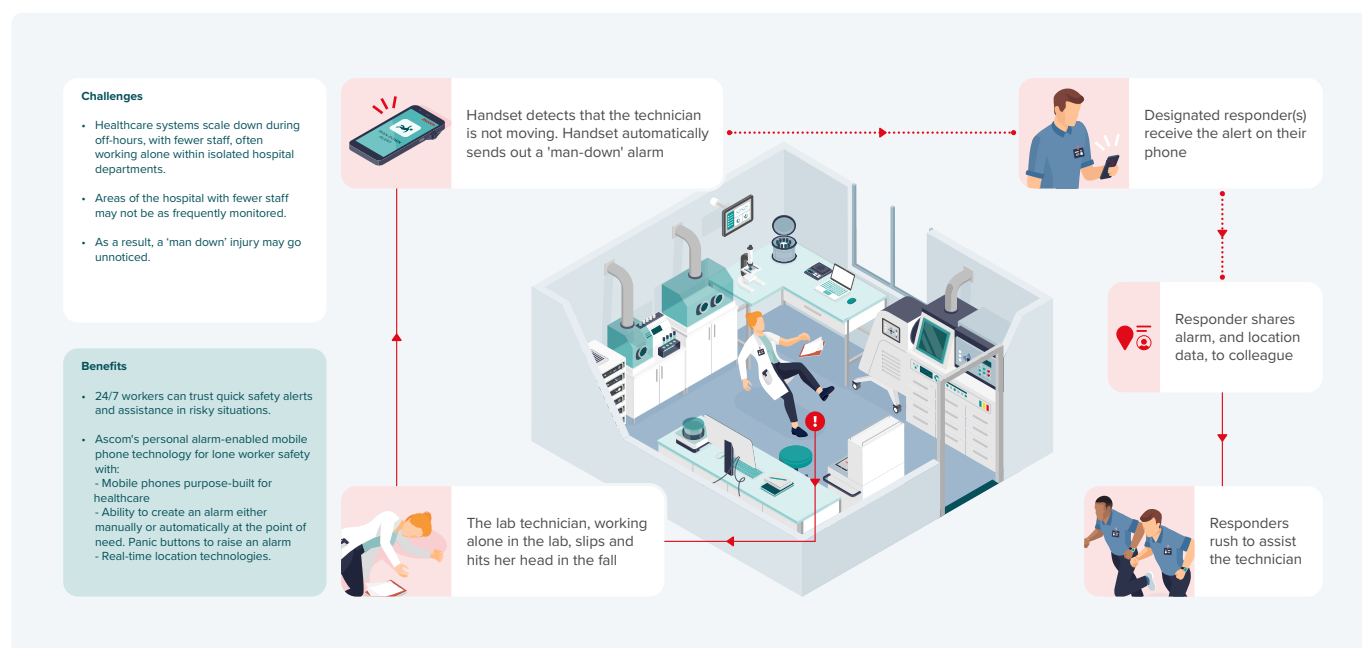 Challenges
• Healthcare systems scale down during
off-hours, with fewer staff, often
working alone within isolated hospital
departments.
• Areas of the hospital with fewer staff
may not be as frequently monitored.
• As a result, a ‘man down’ injury may go
unnoticed.
Benefits
• 24/7 workers can trust quick safety alerts
and assistance in risky situations.
• Ascom's personal alarm-enabled mobile
phone technology for lone worker safety
with:
- Mobile phones purpose-built for
healthcare
- Ability to create an alarm either
manually or automatically at the point of
need. Panic buttons to raise an alarm
- Real-time location technologies.
Handset detects that the technician
is not moving. Handset automatically
sends out a 'man-down' alarm
Designated responder(s)
receive the alert on their
phone
Responder shares
alarm, and location
data, to colleague
The lab technician, working
alone in the lab, slips and
hits her head in the fall
Responders
rush to assist
the technician